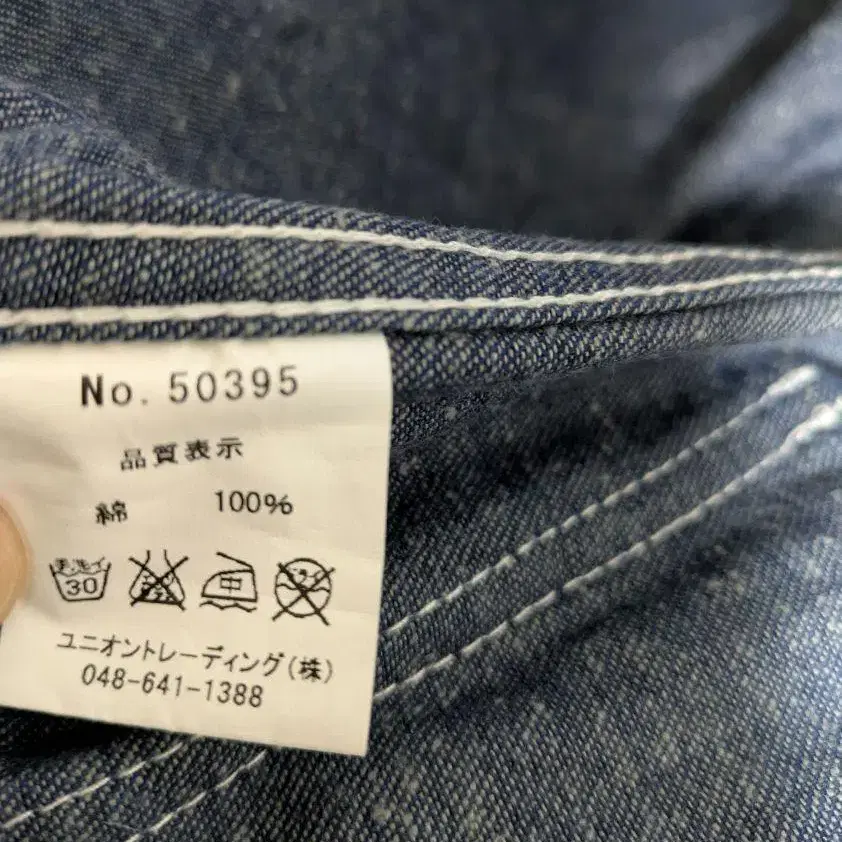 No. 50395
品質表示
綿 100%
30 中
ユニオントレーディング(株)
048-641-1388